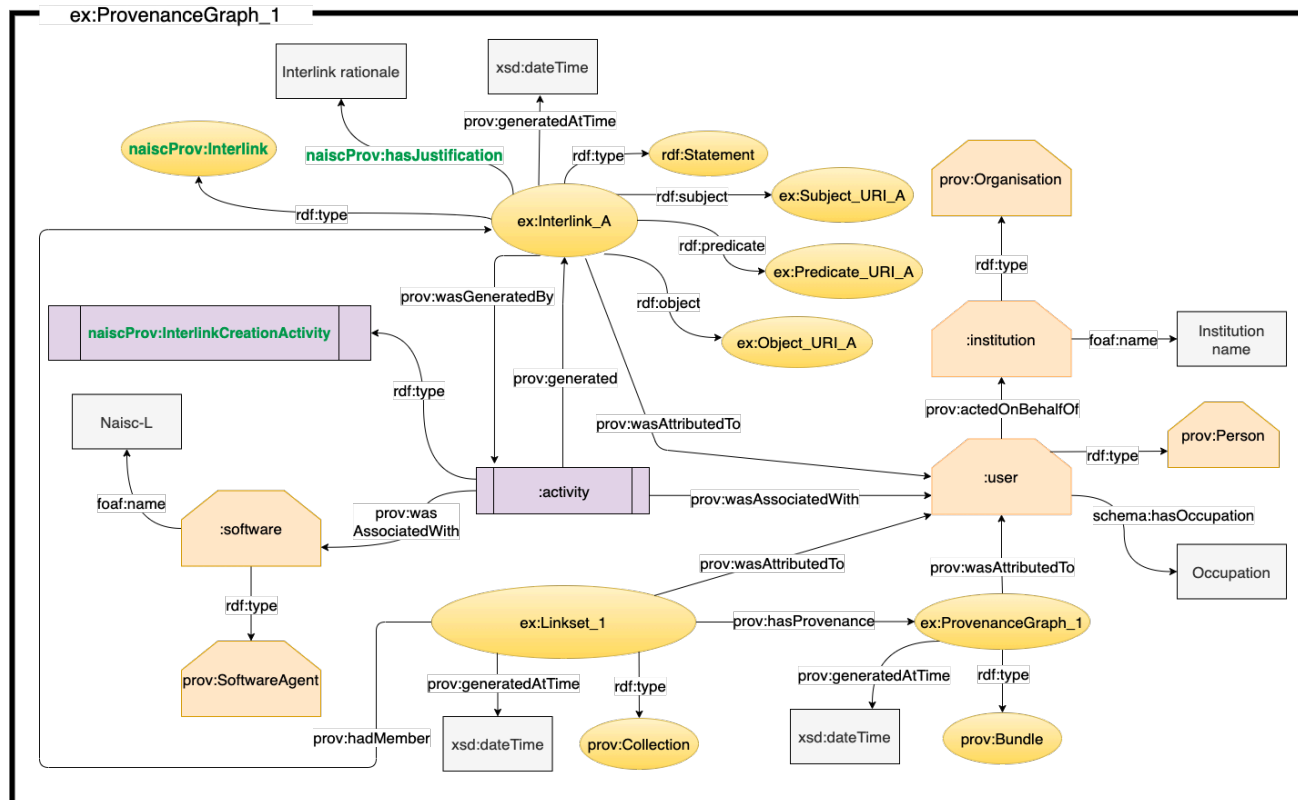 ex:ProvenanceGraph_1
Interlink rationale
xsd:dateTime
prov:generatedAtTime
naiscProv:Interlink
naiscProv:hasJustification
rdf:type
rdf:Statement
prov:Organisation
rdf:subject
ex:Subject_URI_A
rdf:type
ex:Interlink_A
rdf:predicate
ex:Predicate_URI_A
rdf:type
prov:wasGeneratedBy
rdf:object
naiscProv:InterlinkCreationActivity
ex:Object_URI_A
:institution
foaf:name
Institution
name
rdf:type
prov:generated
prov:actedOnBehalfOf
Naisc-L
prov:wasAttributedTo
prov:Person
rdf:type
:user
foaf:name
:activity
prov:wasAssociatedWith
prov:was
AssociatedWith
schema:hasOccupation
:software
prov:wasAttributedTo
prov:wasAttributedTo
Occupation
rdf:type
ex:Linkset_1
prov:hasProvenance
ex:ProvenanceGraph_1
prov:SoftwareAgent
prov:generatedAtTime
rdf:type
prov:generatedAtTime
rdf:type
prov:hadMember
xsd:dateTime
prov:Collection
xsd:dateTime
prov:Bundle